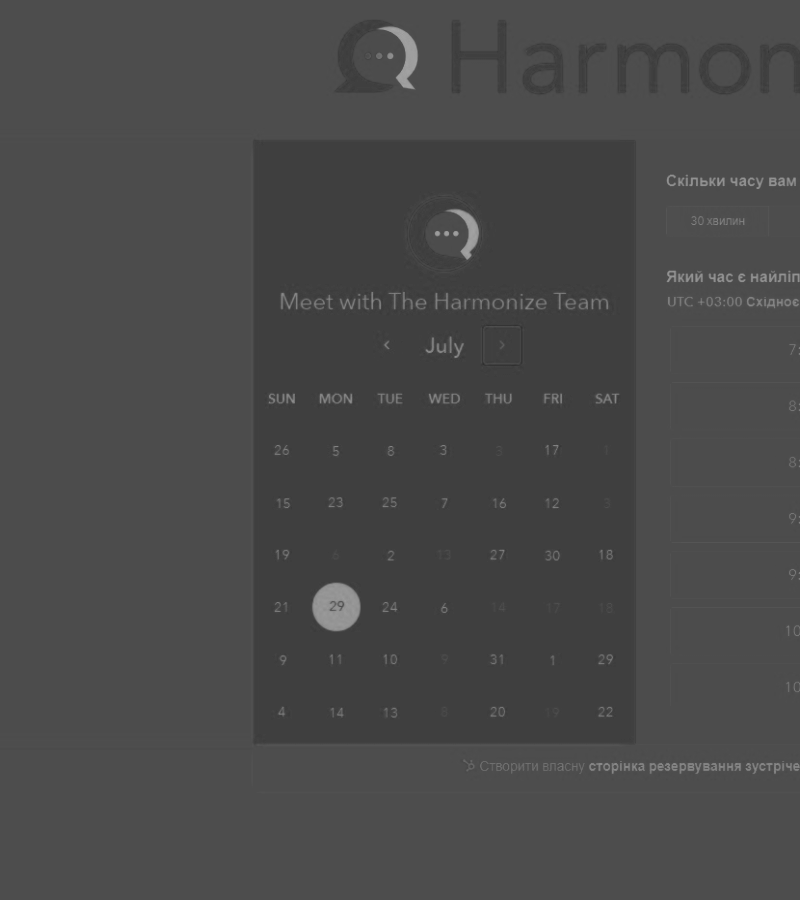 Harmon
Скільки часу вам
30 хвилин
Meet with The Harmonize Team
Який час є найліп
UTC +03:00 Східноє
July
SUN MON TUE WED THU FRI SAT
26 5 8 3 3 17
15 23 25 7 16 12 3
19 6 2 13 27 30 18
21 29 24 6 14 17 18
9 11 10 9 31 1 29
4 14 13 8 20 19 22
7:
8:
8:
9:
9:
10
10
Створити власну сторінка резервування зустріче